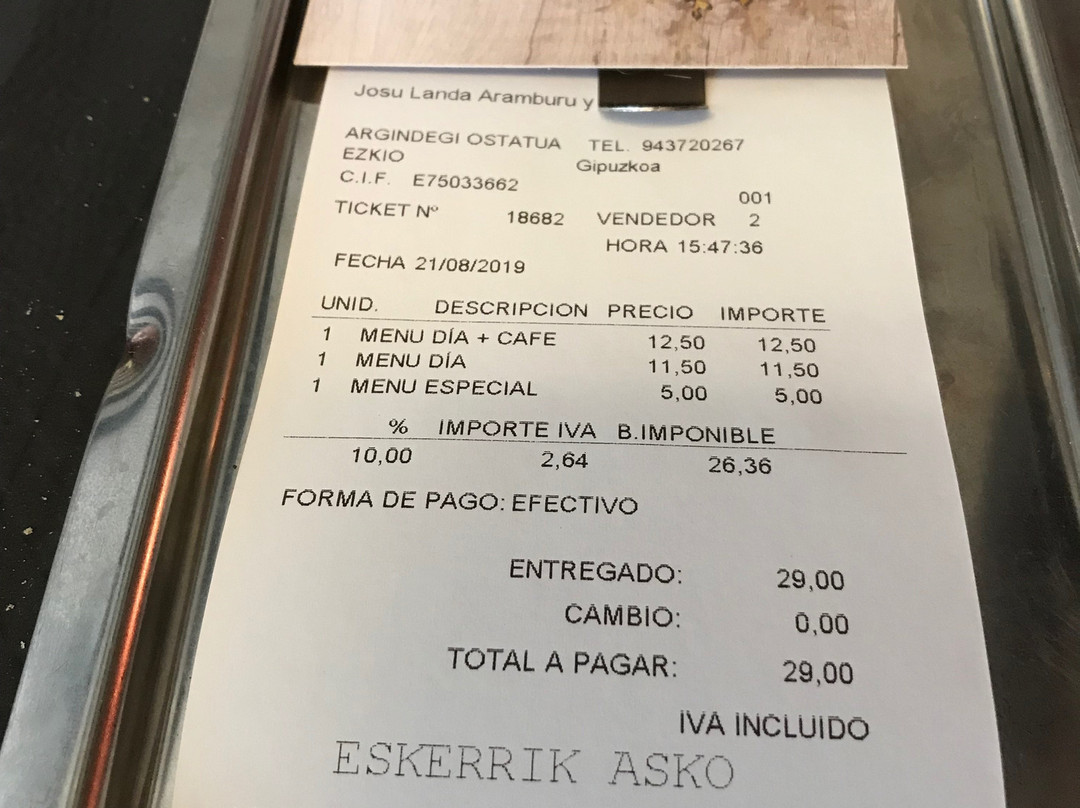 Josu Landa Aramburu y
ARGINDEGI OSTATUA TEL. 943720267
EZKIO Gipuzkoa
C.I.F. E75033662
001
TICKET Nº 18682 VENDEDOR 2
HORA 15:47:36
FECHA 21/08/2019
UNID. DESCRIPCION PRECIO IMPORTE
1 MENU DÍA + CAFE 12,50 12,50
1 MENU DÍA 11,50 11,50
1 MENU ESPECIAL 5,00 5,00
% IMPORTE IVA B.IMPONIBLE
10,00 2,64 26,36
FORMA DE PAGO: EFECTIVO
ENTREGADO: 29,00
CAMBIO: 0,00
TOTAL A PAGAR: 29,00
IVA INCLUIDO
ESKERRIK ASKO